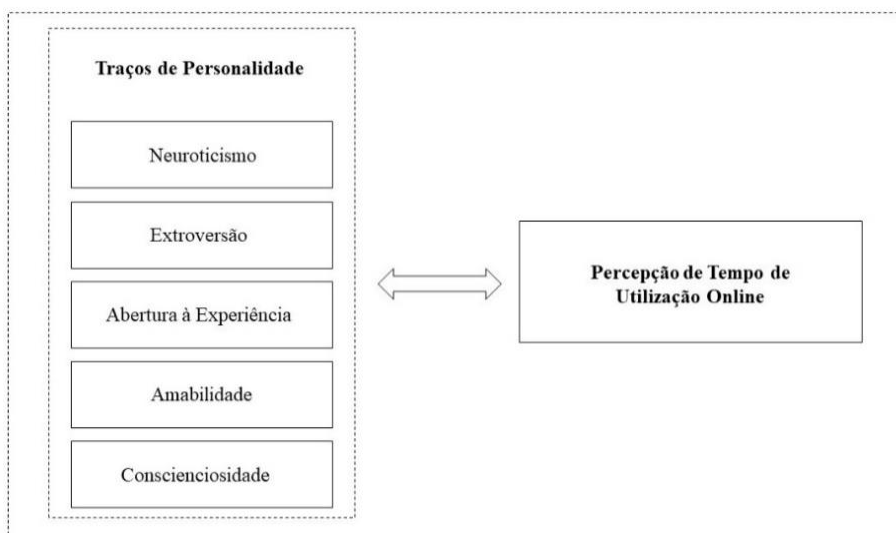 Traços de Personalidade
Neuroticismo
Extroversão
Abertura à Experiência
Amabilidade
Conscienciosidade
Percepção de Tempo de
Utilização Online